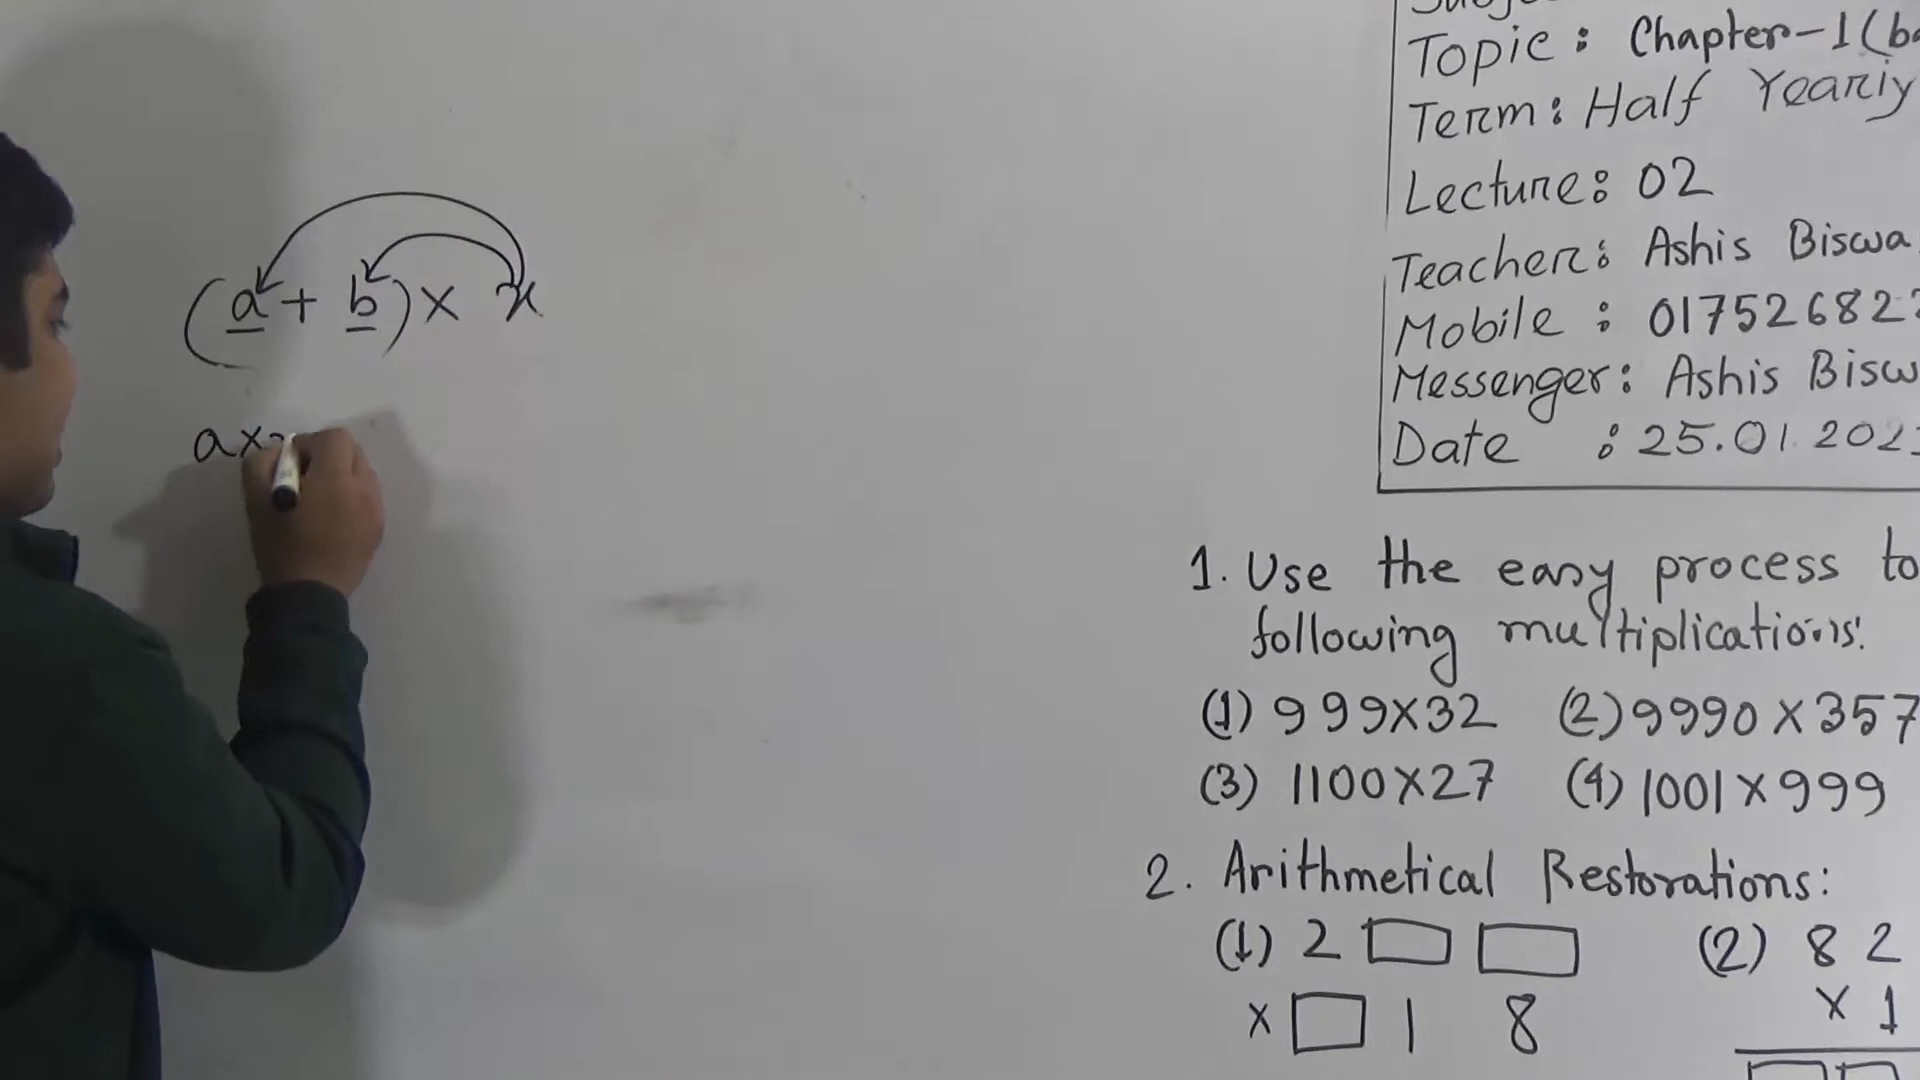 (a + b) × x
a×
Topic : Chapter-1(
Term : Half Yearly
Lecture : 02
Teacher : Ashis Biswa
Mobile : 01752682
Messenger : Ashis Bisw
Date : 25.01.202
1. Use the easy process to
following multiplications:
(1) 999×32 (2) 9990×357
(3) 1100×27 (4) 1001×999
2. Arithmetical Restorations:
(1) 2 □ □ (2) 8 2
× □ 1 8 × 1